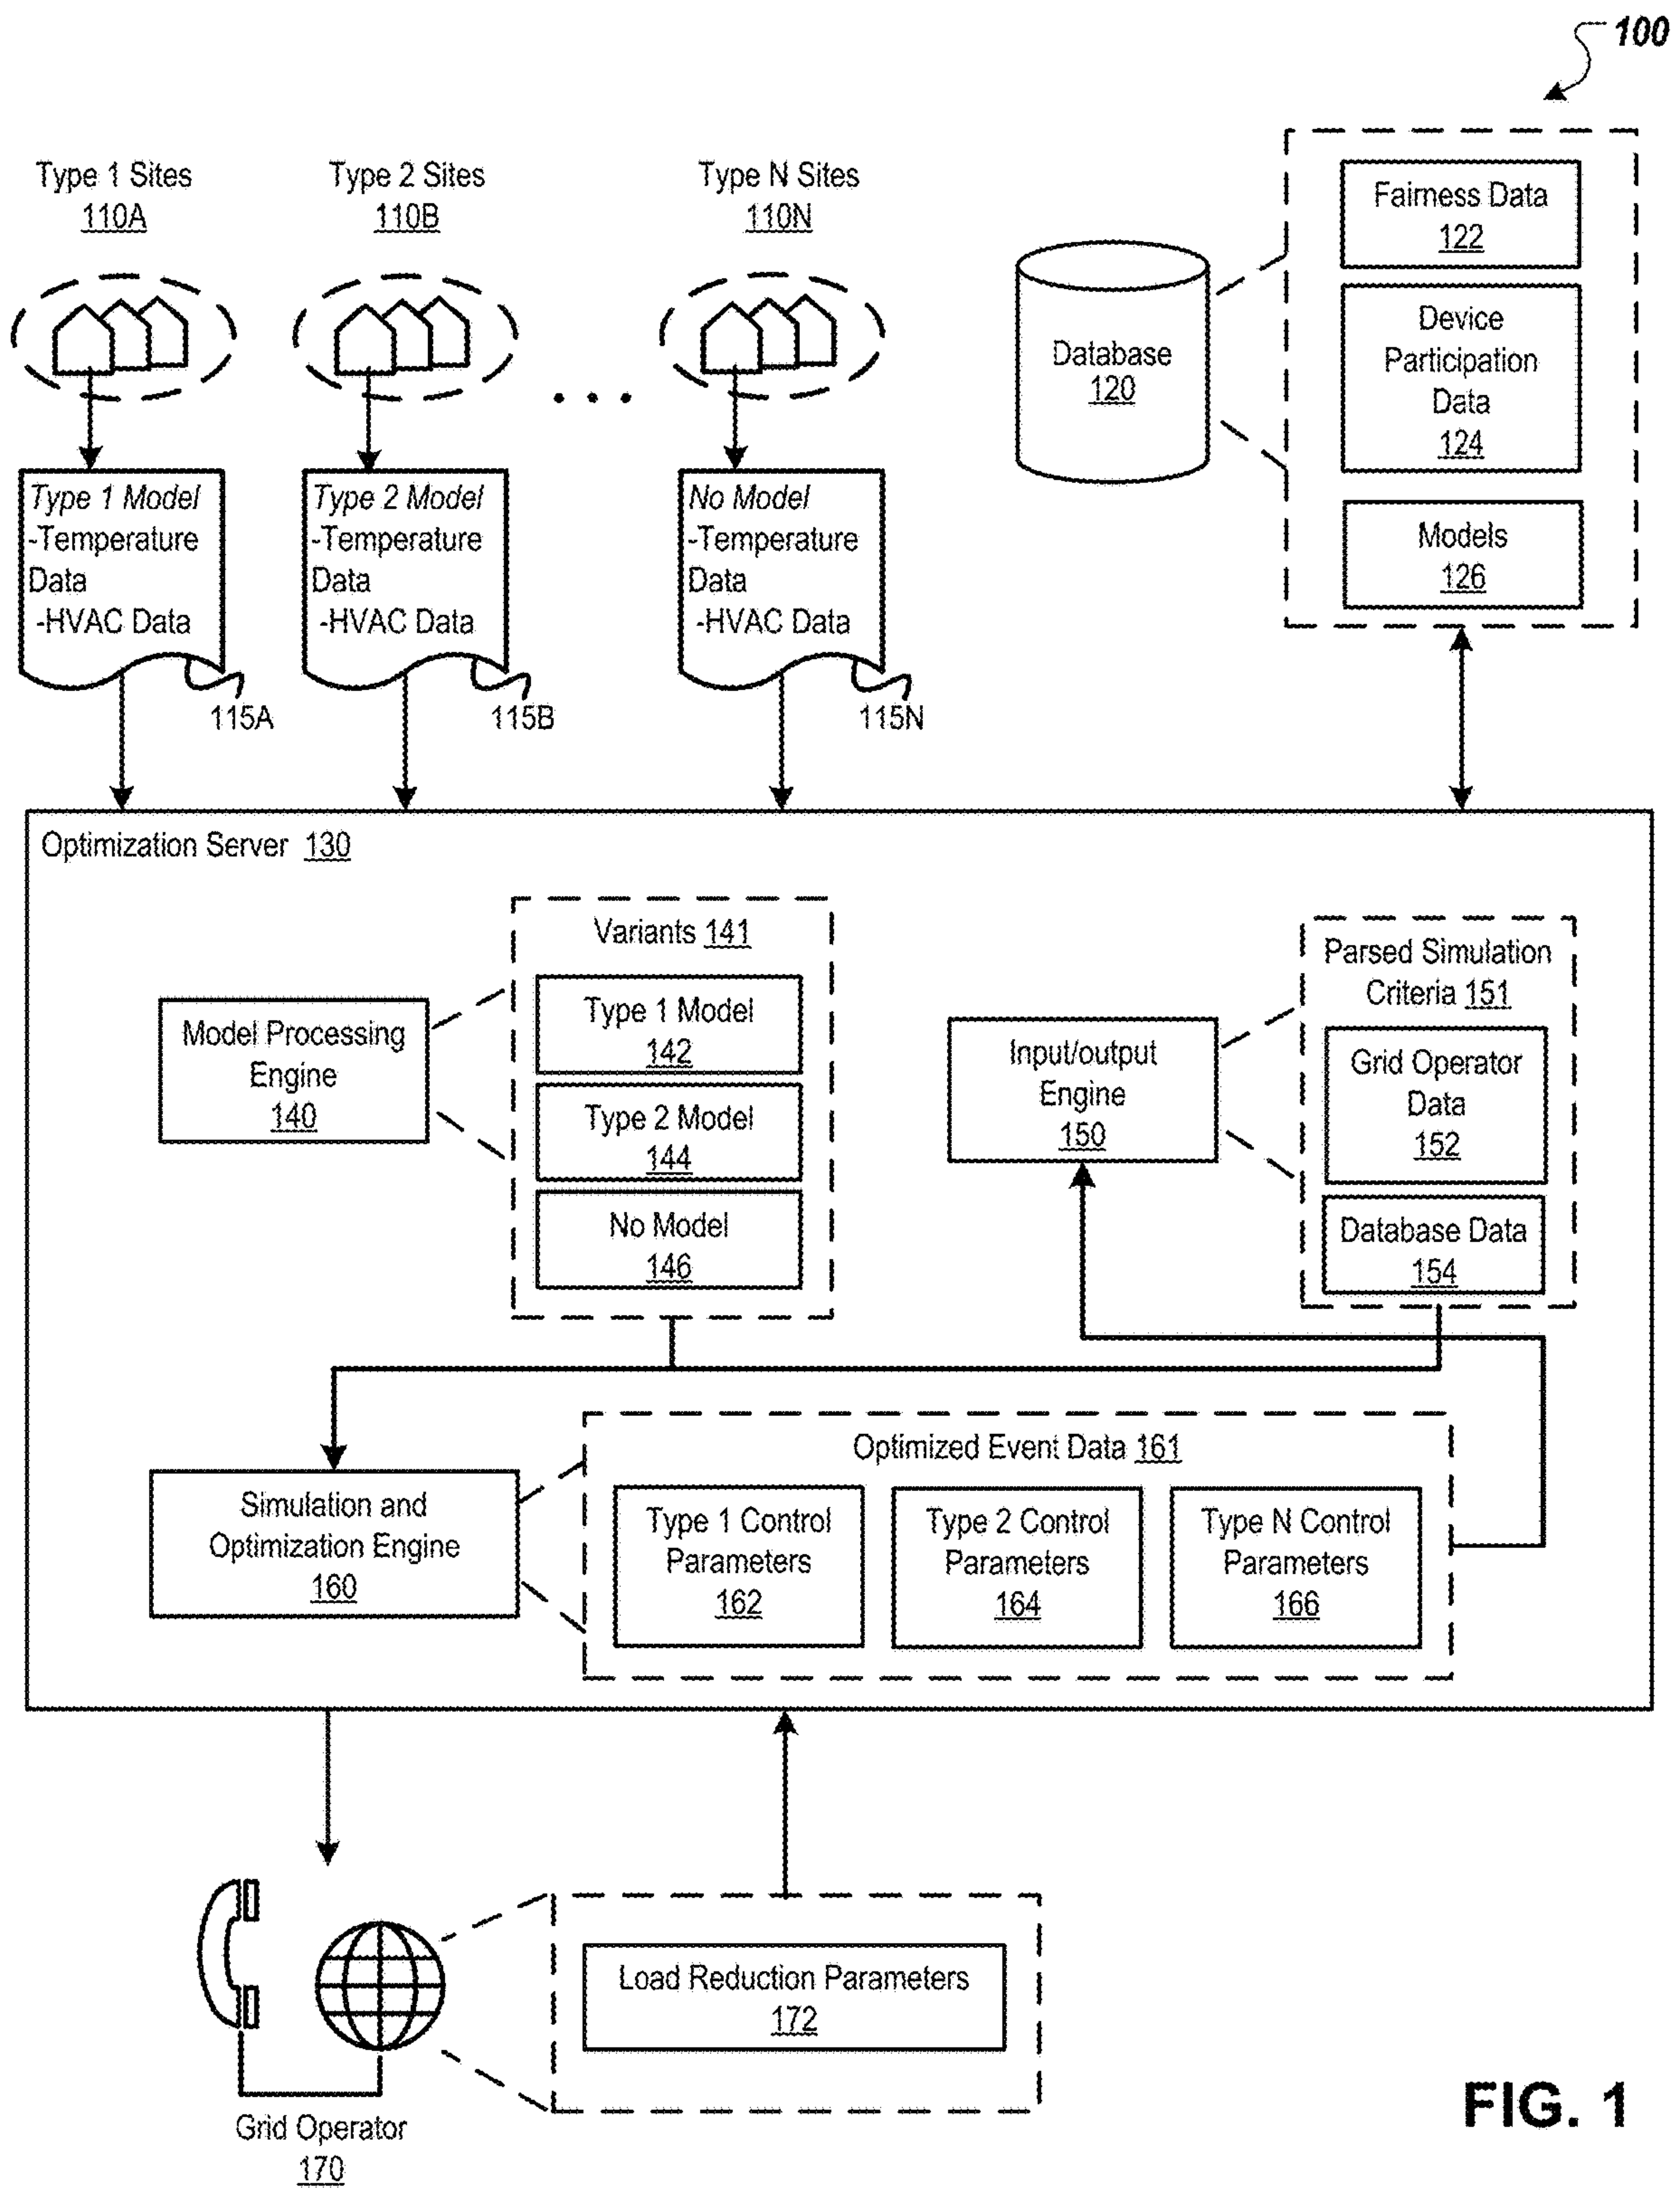 100
Type 1 Sites
110A
Type 2 Sites
110B
Type N Sites
110N
Database
120
Fairness Data
122
Device
Participation
Data
124
Models
126
Type 1 Model
-Temperature
Data
-HVAC Data
115A
Type 2 Model
-Temperature
Data
-HVAC Data
115B
No Model
-Temperature
Data
-HVAC Data
115N
Optimization Server 130
Model Processing
Engine
140
Variants 141
Type 1 Model
142
Type 2 Model
144
No Model
146
Input/output
Engine
150
Parsed Simulation
Criteria 151
Grid Operator
Data
152
Database Data
154
Simulation and
Optimization Engine
160
Optimized Event Data 161
Type 1 Control
Parameters
162
Type 2 Control
Parameters
164
Type N Control
Parameters
166
Load Reduction Parameters
172
Grid Operator
170
FIG. 1